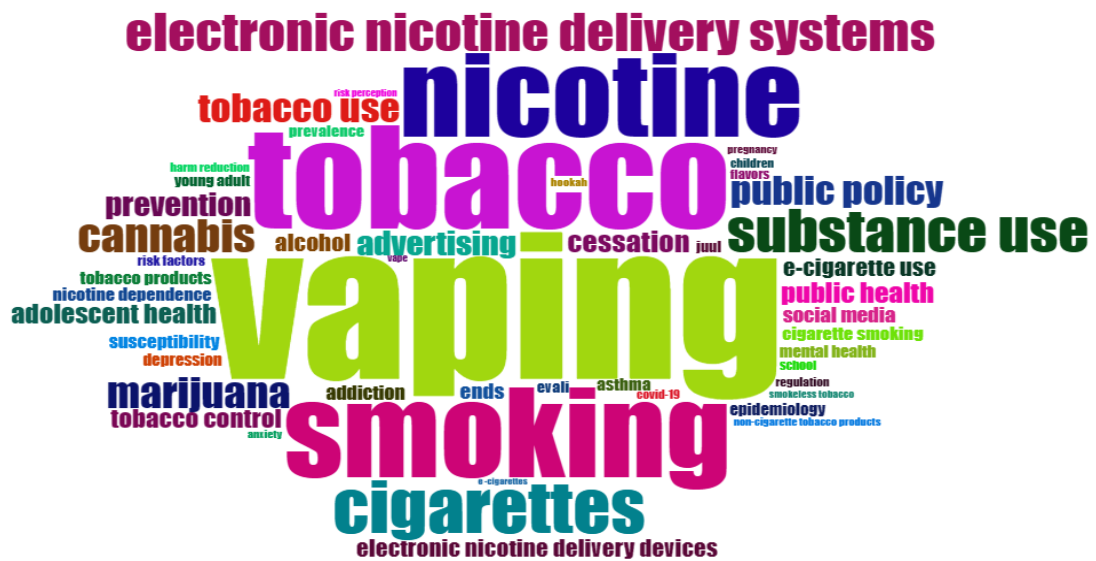 electronic nicotine delivery systems
nicotine
risk perception
tobacco use
prevalence
tobacco
pregnancy
children
flavors
harm reduction
young adult
hookah
public policy
prevention
substance use
cannabis
alcohol
advertising
cessation
juul
vape
vaping
risk factors
e-cigarette use
tobacco products
nicotine dependence
public health
adolescent health
social media
susceptibility
cigarette smoking
depression
mental health
school
marijuana
addiction
ends
evali
asthma
covid-19
regulation
smokeless tobacco
tobacco control
smoking
epidemiology
non-cigarette tobacco products
anxiety
e-cigarettes
cigarettes
electronic nicotine delivery devices